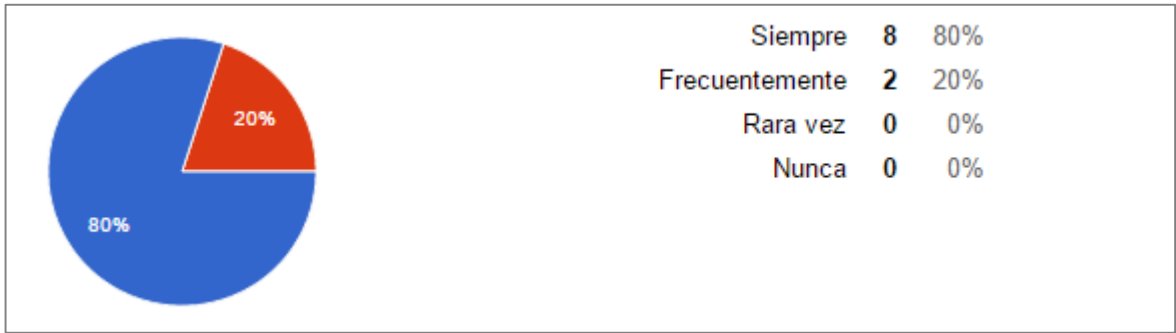 Siempre 8 80%
Frecuentemente 2 20%
Rara vez 0 0%
Nunca 0 0%
20%
80%